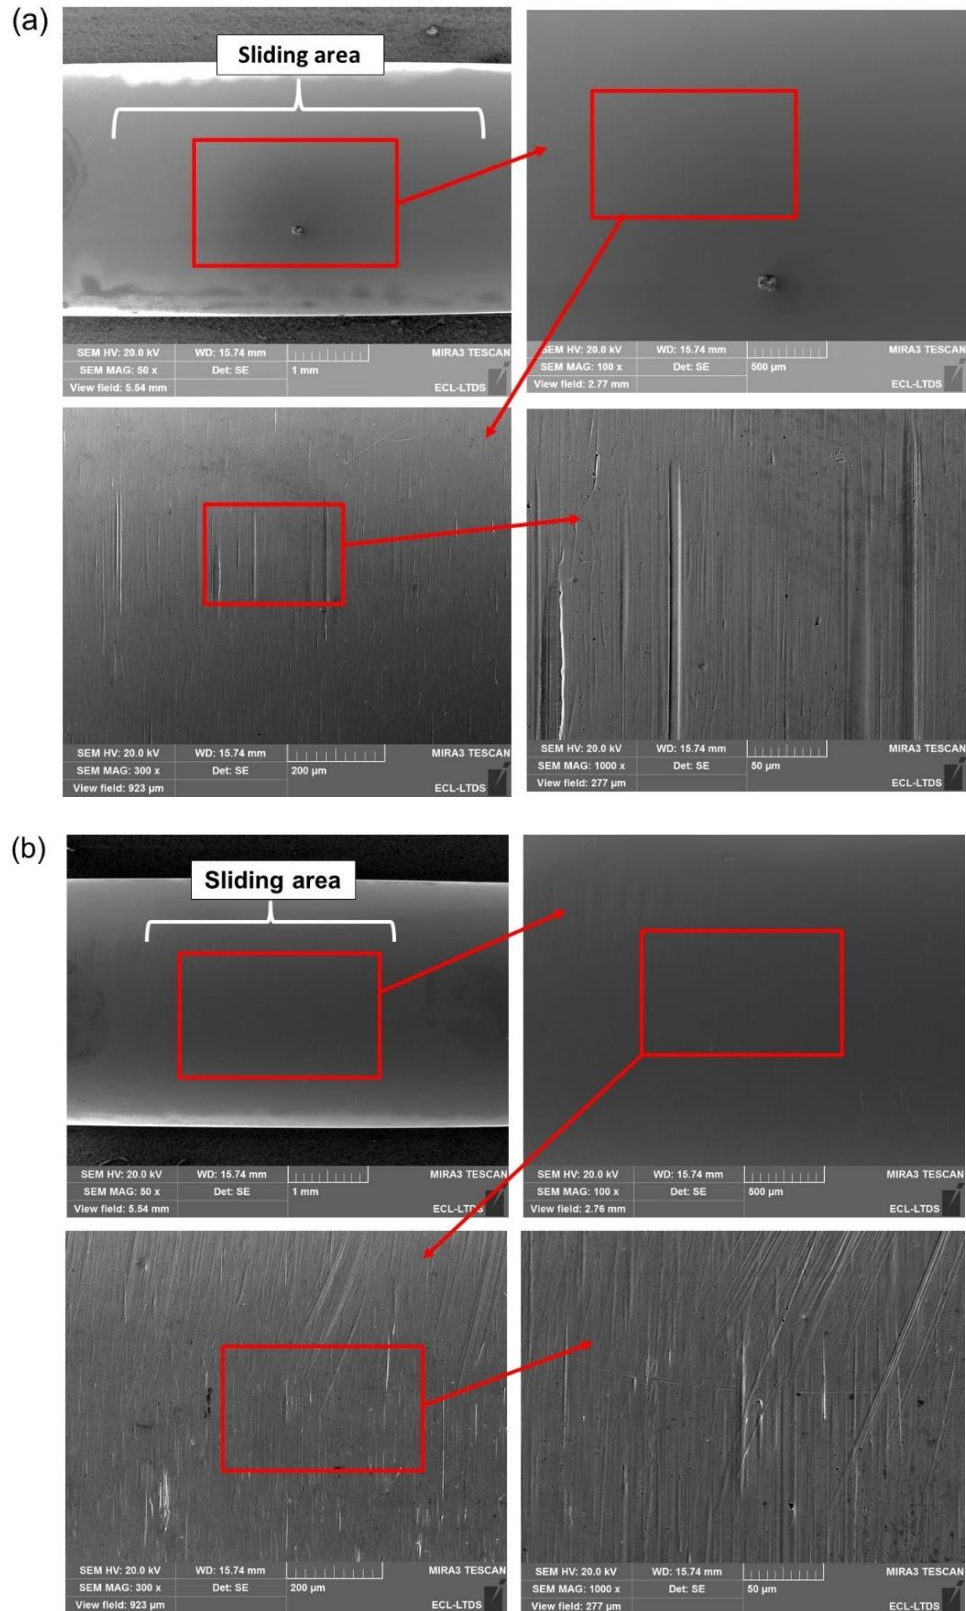 (a)
Sliding area
SEM HV: 20.0 kV WD: 15.74 mm MIRA3 TESCAN
SEM MAG: 50 x Det: SE 1 mm
View field: 5.54 mm ECL-LTDS
SEM HV: 20.0 kV WD: 15.74 mm MIRA3 TESCAN
SEM MAG: 100 x Det: SE 500 µm
View field: 2.77 mm ECL-LTDS
SEM HV: 20.0 kV WD: 15.74 mm MIRA3 TESCAN
SEM MAG: 300 x Det: SE 200 µm
View field: 923 µm ECL-LTDS
SEM HV: 20.0 kV WD: 15.74 mm MIRA3 TESCAN
SEM MAG: 1000 x Det: SE 50 µm
View field: 277 µm ECL-LTDS
(b)
Sliding area
SEM HV: 20.0 kV WD: 15.74 mm MIRA3 TESCAN
SEM MAG: 50 x Det: SE 1 mm
View field: 5.54 mm ECL-LTDS
SEM HV: 20.0 kV WD: 15.74 mm MIRA3 TESCAN
SEM MAG: 100 x Det: SE 500 µm
View field: 2.76 mm ECL-LTDS
SEM HV: 20.0 kV WD: 15.74 mm MIRA3 TESCAN
SEM MAG: 300 x Det: SE 200 µm
View field: 923 µm ECL-LTDS
SEM HV: 20.0 kV WD: 15.74 mm MIRA3 TESCAN
SEM MAG: 1000 x Det: SE 50 µm
View field: 277 µm ECL-LTDS